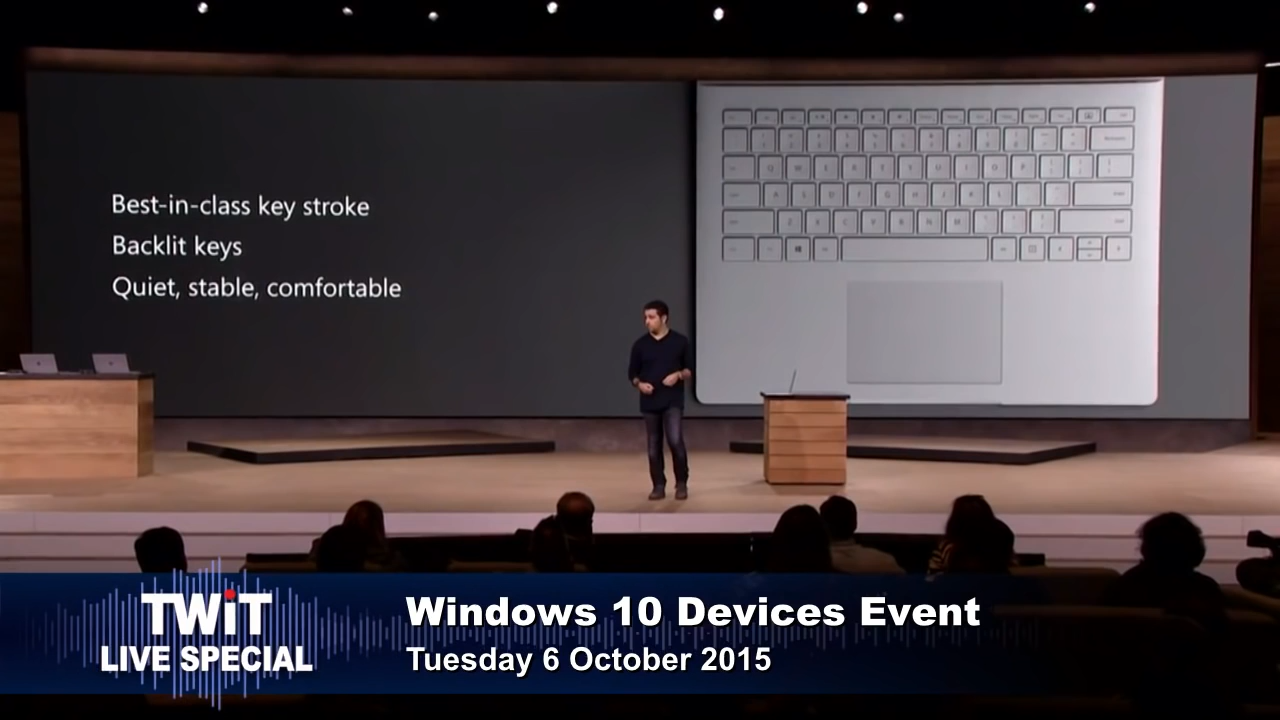 Best-in-class key stroke
Backlit keys
Quiet, stable, comfortable
TWiT
LIVE SPECIAL
Windows 10 Devices Event
Tuesday 6 October 2015